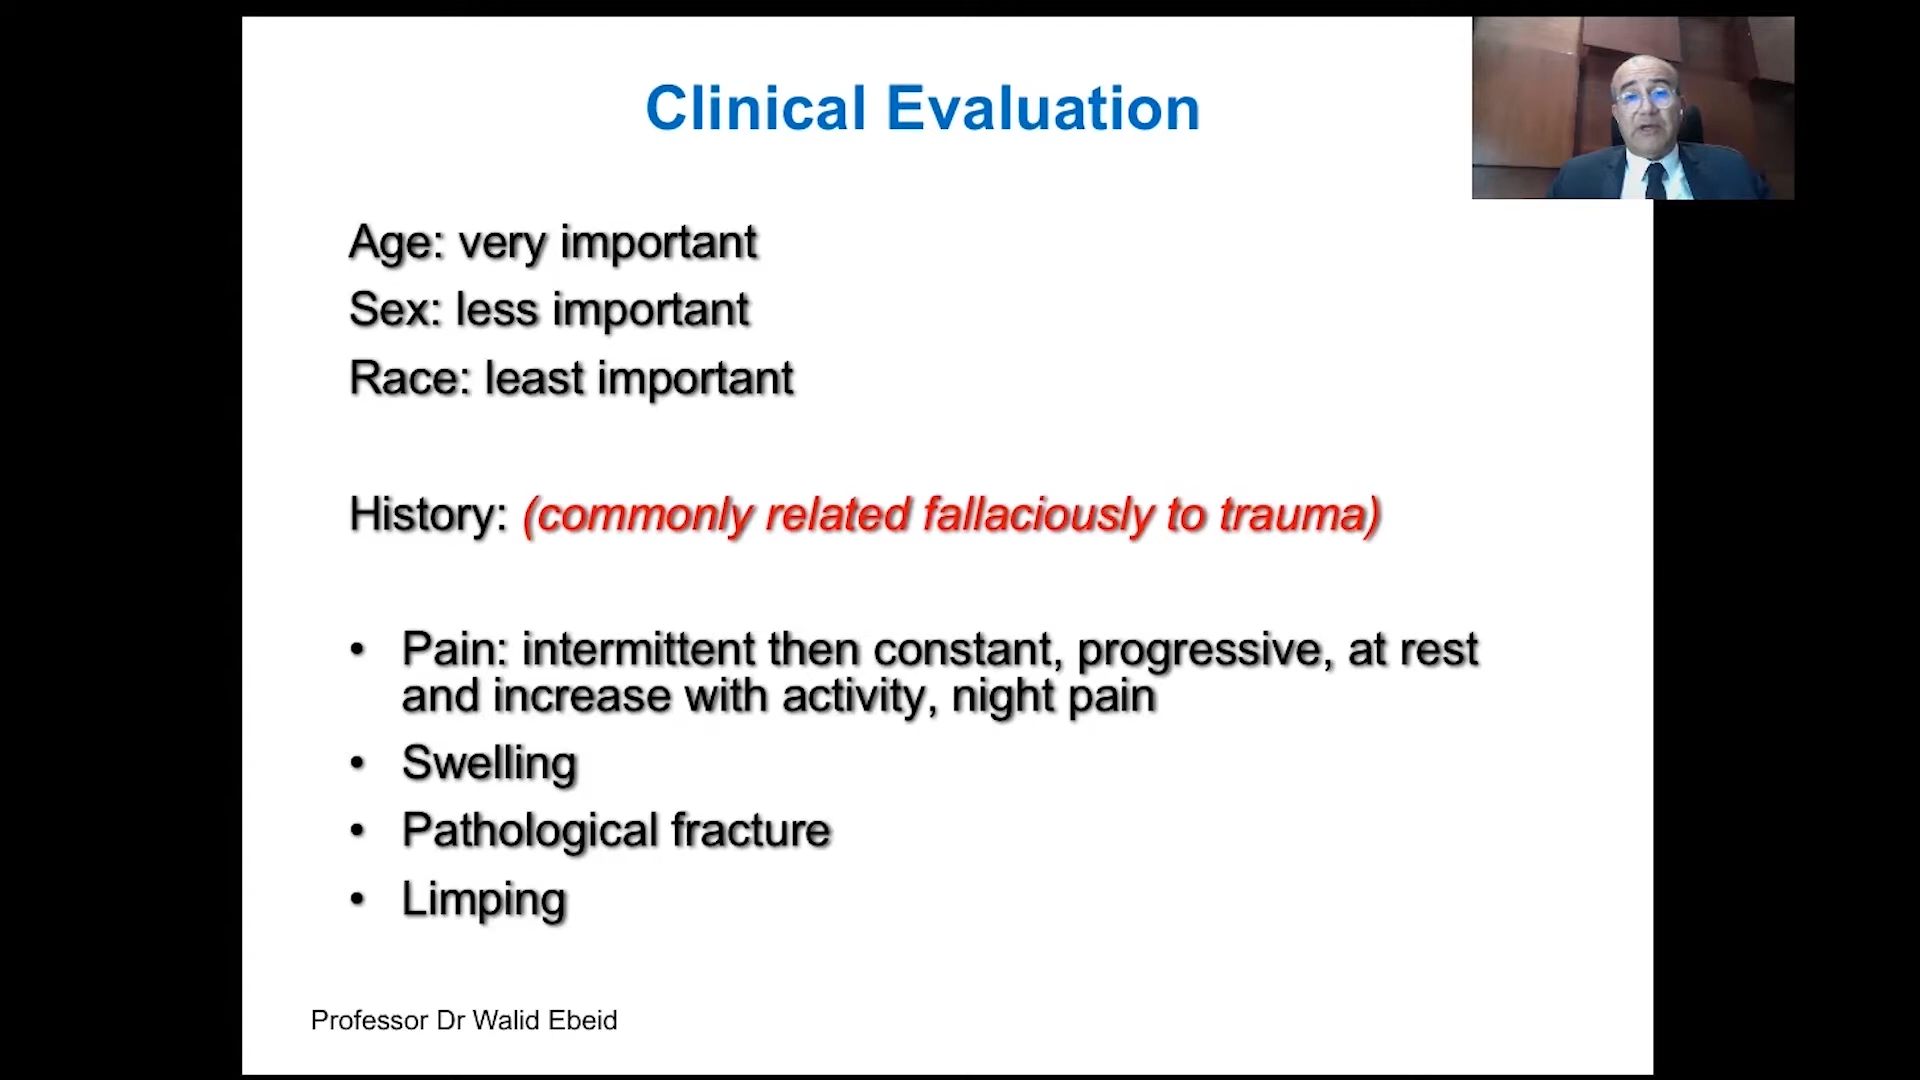 Clinical Evaluation
Age: very important
Sex: less important
Race: least important
History: (commonly related fallaciously to trauma)
• Pain: intermittent then constant, progressive, at rest
and increase with activity, night pain
• Swelling
• Pathological fracture
• Limping
Professor Dr Walid Ebeid